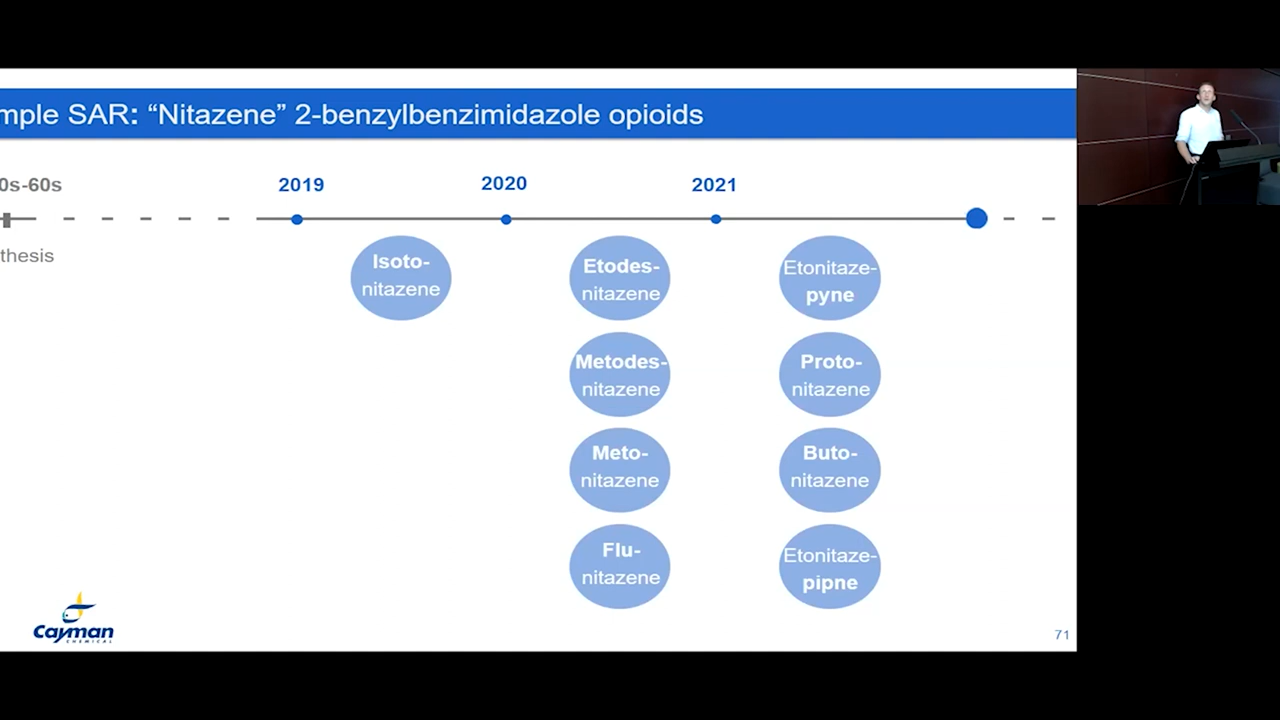 mple SAR: “Nitazene” 2-benzylbenzimidazole opioids
0s-60s
2019
2020
2021
thesis
Isoto-
nitazene
Etodes-
nitazene
Etonitaze-
pyne
Metodes-
nitazene
Proto-
nitazene
Meto-
nitazene
Buto-
nitazene
Flu-
nitazene
Etonitaze-
pipne
Cayman
CHEMICAL
71